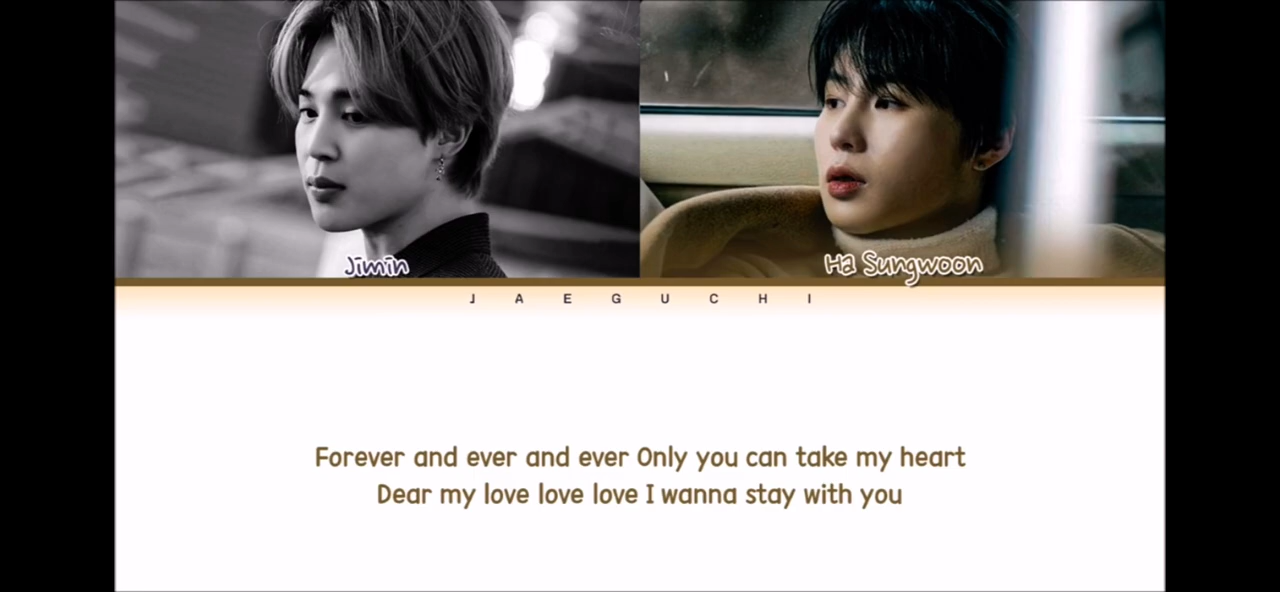 Jimin
Ha Sungwoon
JAEGUCHI
Forever and ever and ever Only you can take my heart
Dear my love love love I wanna stay with you